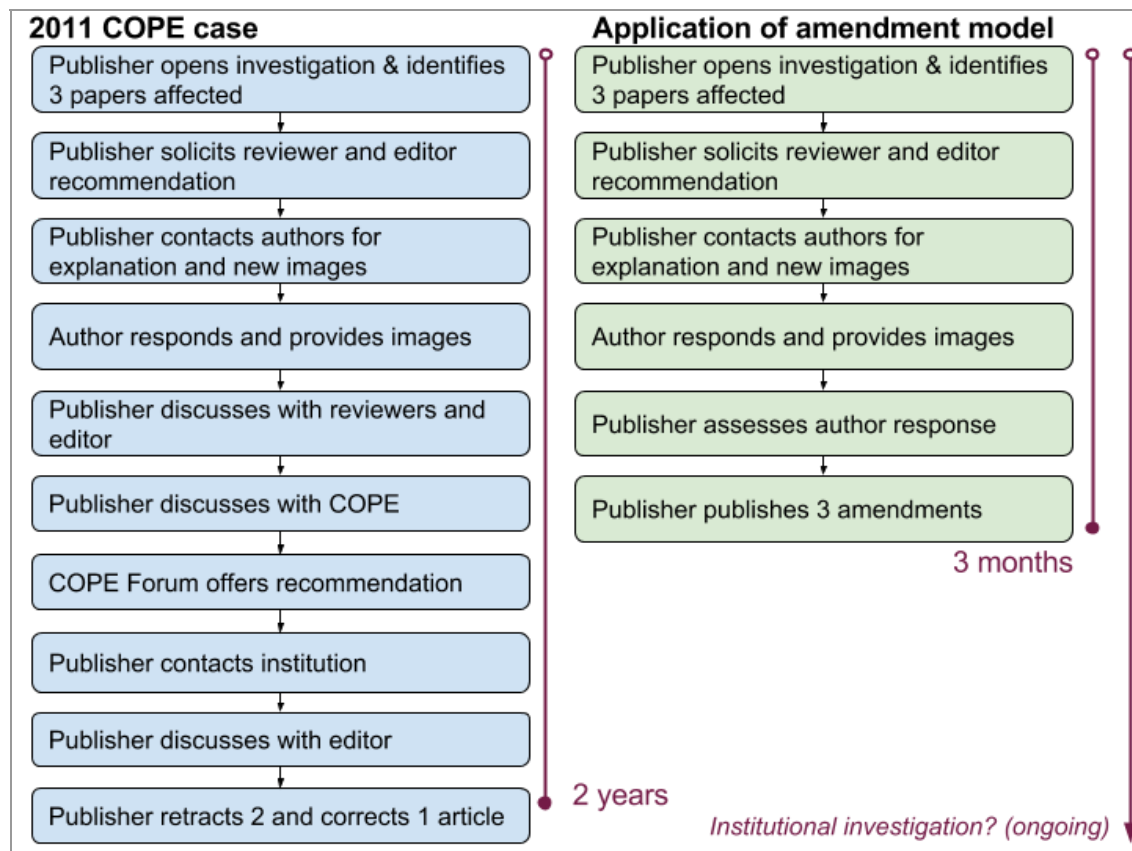 2011 COPE case
Publisher opens investigation & identifies
3 papers affected
Publisher solicits reviewer and editor
recommendation
Publisher contacts authors for
explanation and new images
Author responds and provides images
Publisher discusses with reviewers and
editor
Publisher discusses with COPE
COPE Forum offers recommendation
Publisher contacts institution
Publisher discusses with editor
Publisher retracts 2 and corrects 1 article
2 years
Application of amendment model
Publisher opens investigation & identifies
3 papers affected
Publisher solicits reviewer and editor
recommendation
Publisher contacts authors for
explanation and new images
Author responds and provides images
Publisher assesses author response
Publisher publishes 3 amendments
3 months
Institutional investigation? (ongoing)